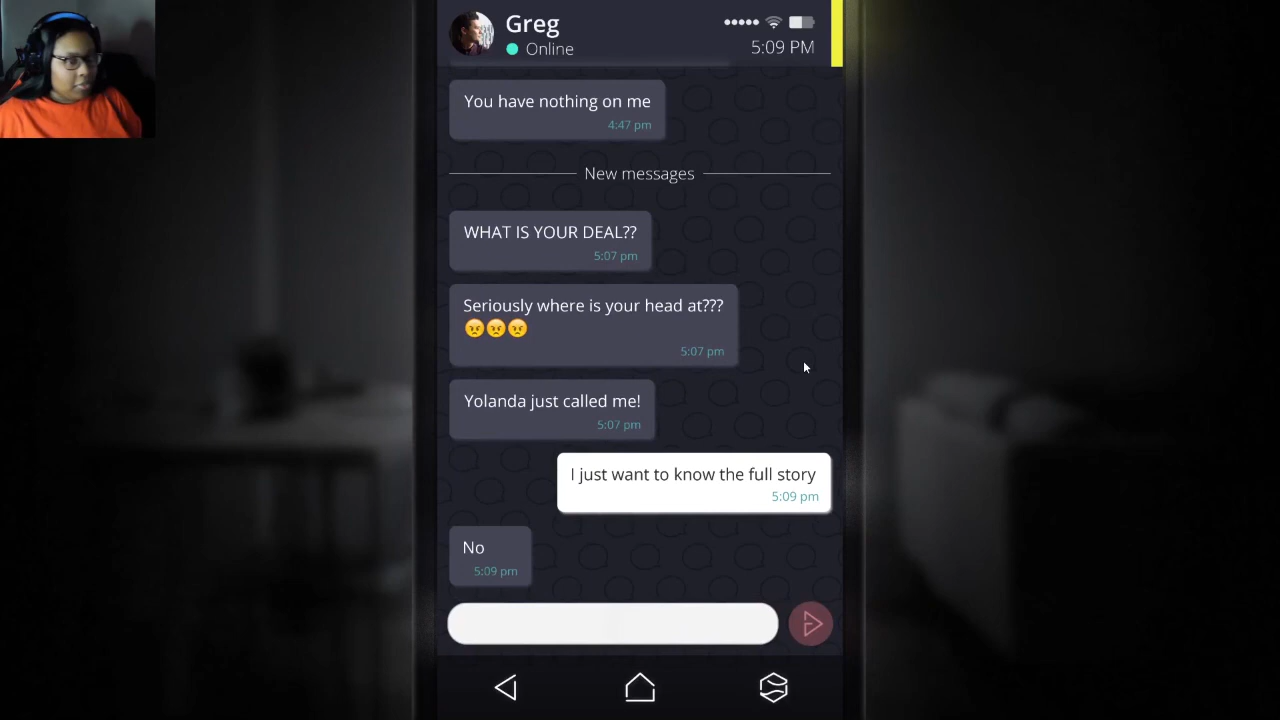 Greg
Online
5:09 PM
You have nothing on me
4:47 pm
New messages
WHAT IS YOUR DEAL??
5:07 pm
Seriously where is your head at???
😡😡😡
5:07 pm
Yolanda just called me!
5:07 pm
I just want to know the full story
5:09 pm
No
5:09 pm